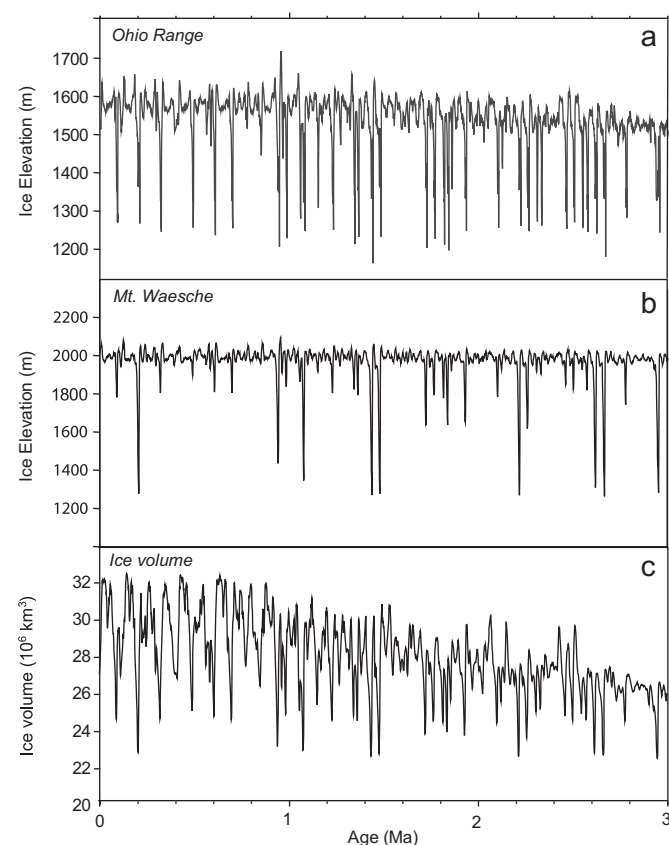 Ohio Range
a
1700
1600
1500
1400
1300
1200
Ice Elevation (m)
Mt. Waesche
b
2200
2000
1800
1600
1400
1200
Ice Elevation (m)
Ice volume
c
32
30
28
26
24
22
20
Ice volume (10⁶ km³)
0
1
2
3
Age (Ma)